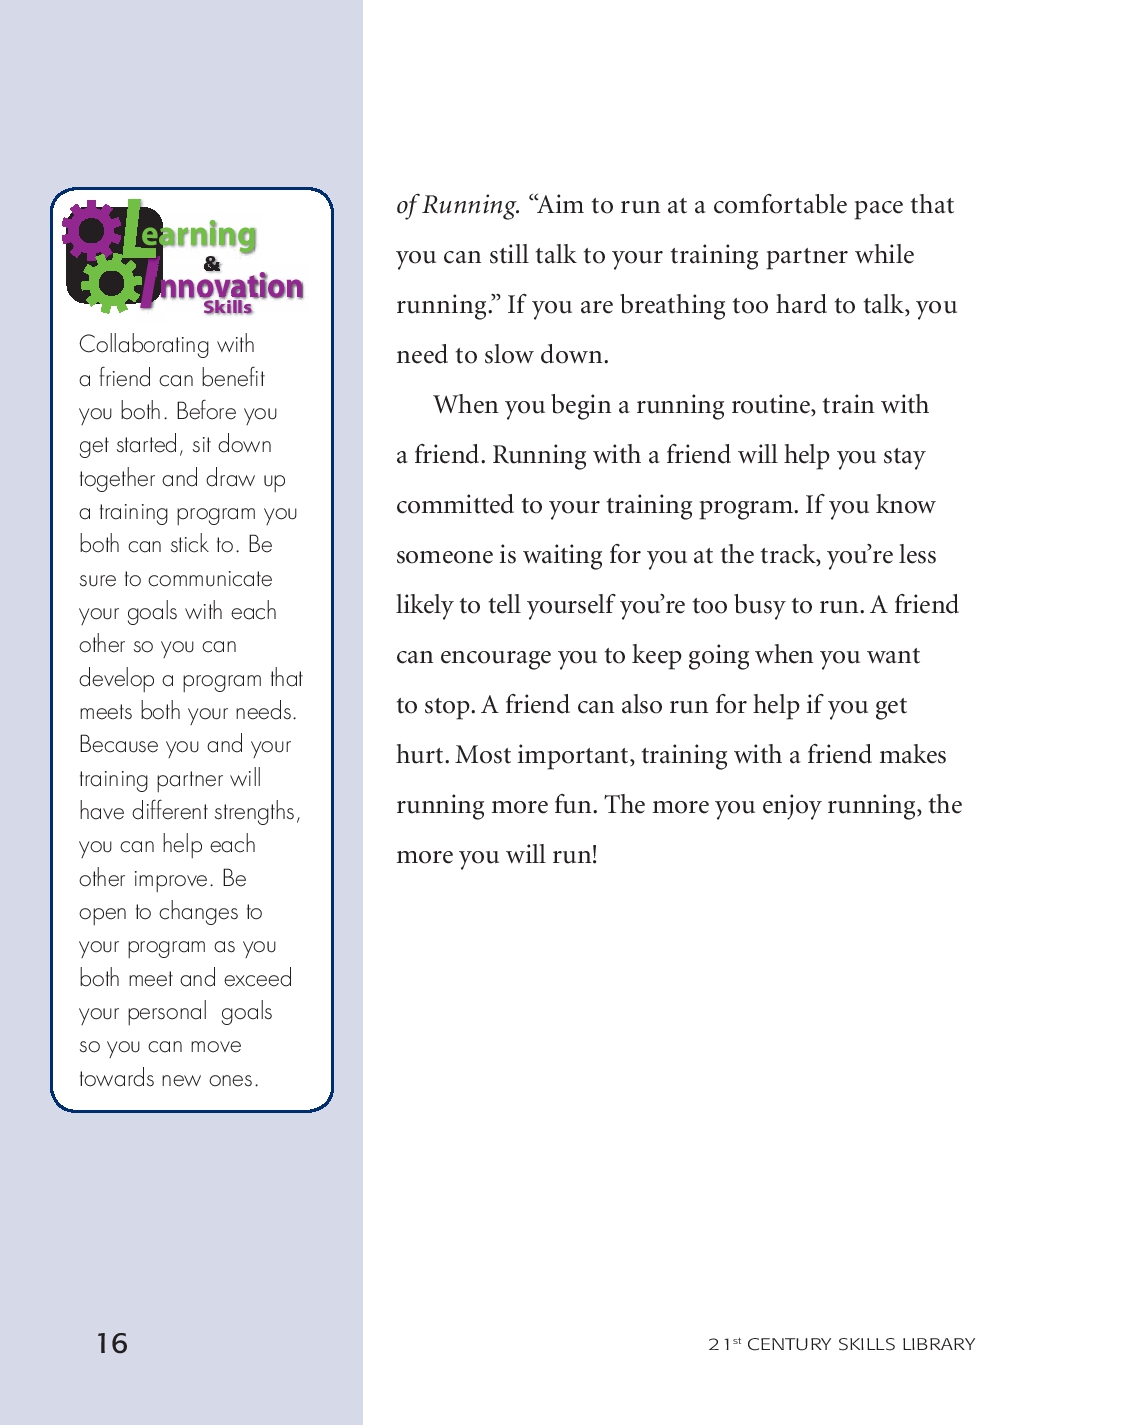 Learning
&
Innovation
Skills
Collaborating with
a friend can benefit
you both. Before you
get started, sit down
together and draw up
a training program you
both can stick to. Be
sure to communicate
your goals with each
other so you can
develop a program that
meets both your needs.
Because you and your
training partner will
have different strengths,
you can help each
other improve. Be
open to changes to
your program as you
both meet and exceed
your personal  goals
so you can move
towards new ones.
of Running. “Aim to run at a comfortable pace that
you can still talk to your training partner while
running.” If you are breathing too hard to talk, you
need to slow down.
When you begin a running routine, train with
a friend. Running with a friend will help you stay
committed to your training program. If you know
someone is waiting for you at the track, you’re less
likely to tell yourself you’re too busy to run. A friend
can encourage you to keep going when you want
to stop. A friend can also run for help if you get
hurt. Most important, training with a friend makes
running more fun. The more you enjoy running, the
more you will run!
16
21st CENTURY SKILLS LIBRARY